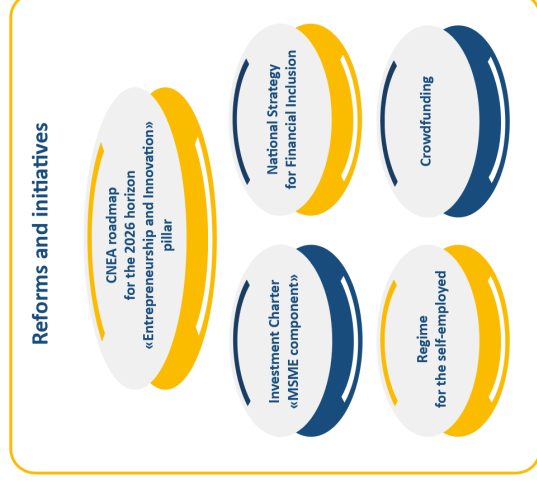 Reforms and initiatives
CNEA roadmap
for the 2026 horizon
«Entrepreneurship and Innovation»
pillar
Investment Charter
«MSME component»
National Strategy
for Financial Inclusion
Regime
for the self-employed
Crowdfunding